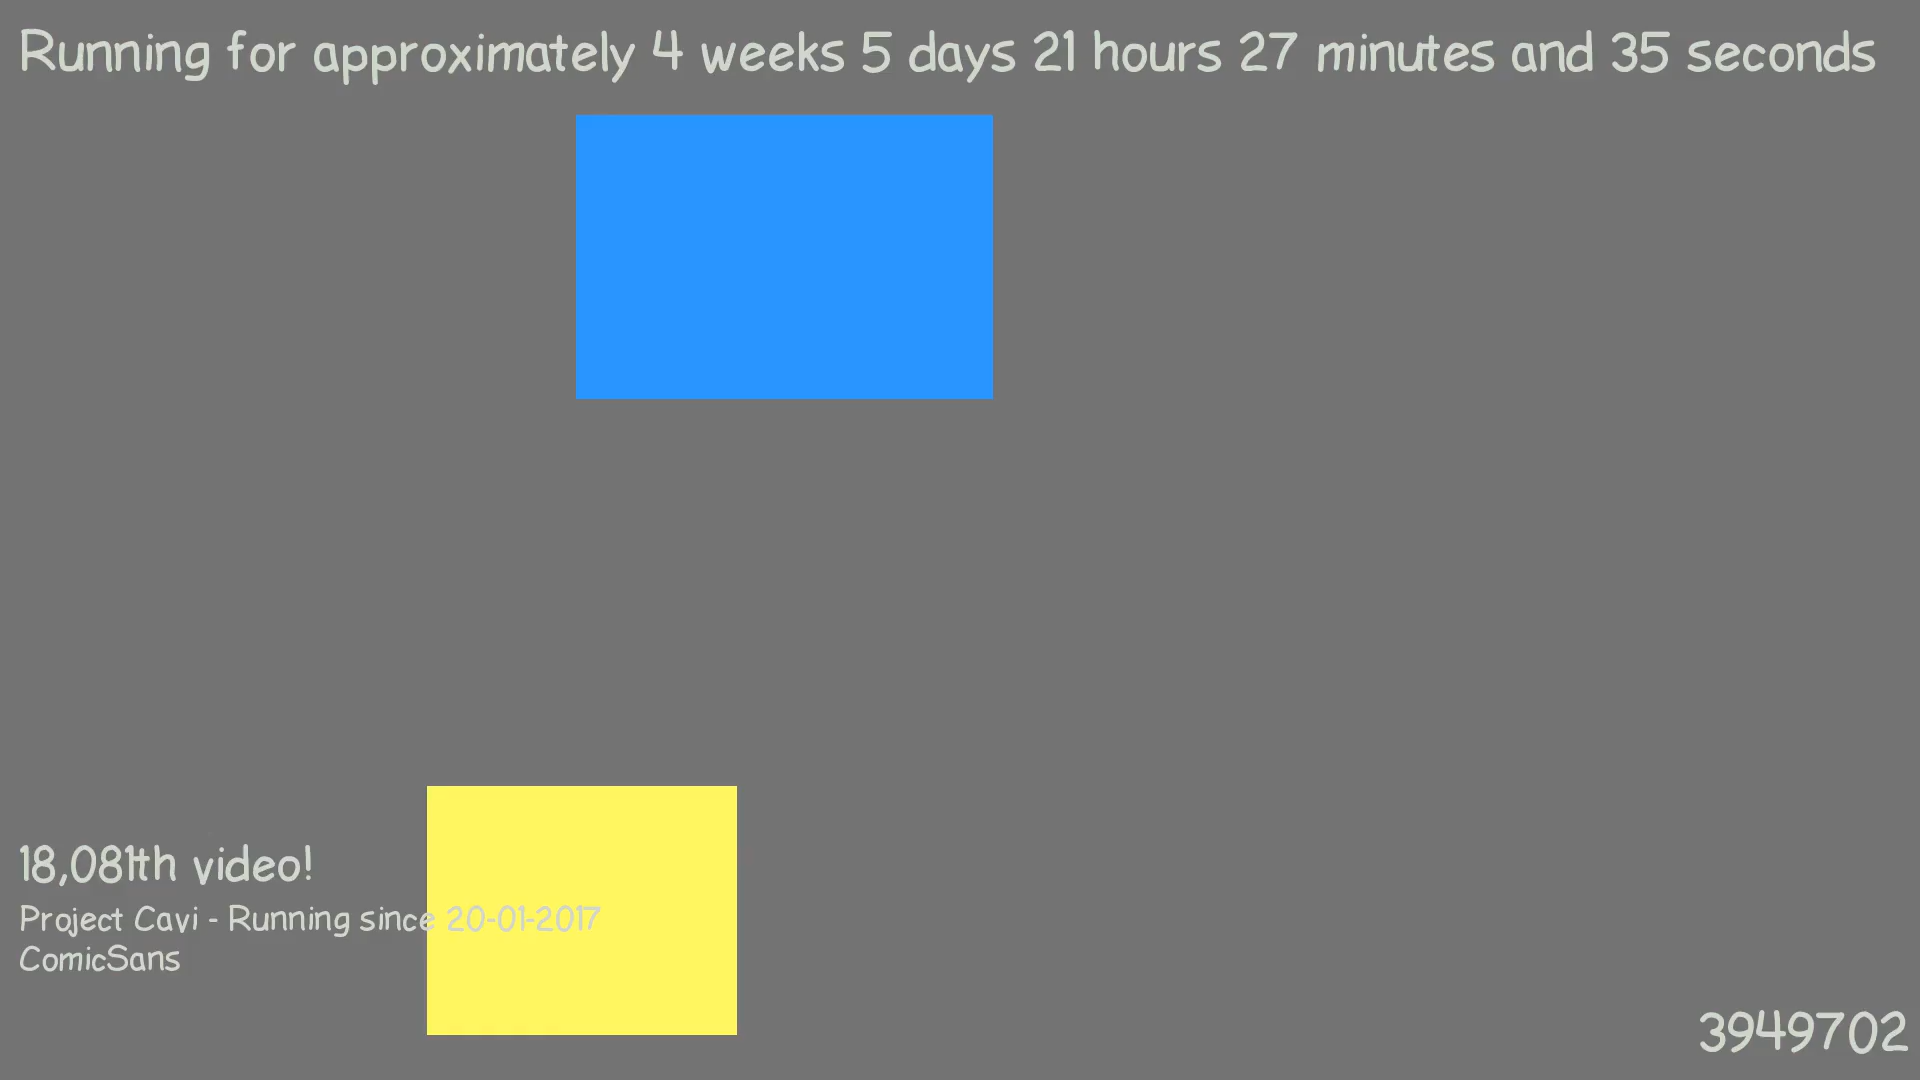 Running for approximately 4 weeks 5 days 21 hours 27 minutes and 35 seconds
18,081th video!
Project Cavi - Running since 20-01-2017
ComicSans
3949702